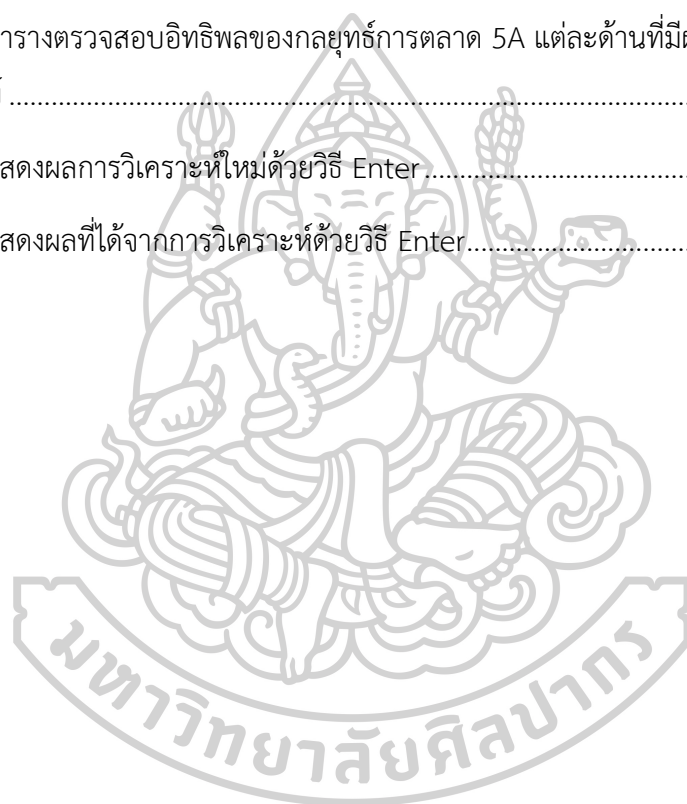 ารางตรวจสอบอิทธิพลของกลยุทธ์การตลาด 5A แต่ละด้านที่มี
์ ........................................................................................................
สดงผลการวิเคราะห์ใหม่ด้วยวิธี Enter........................................
สดงผลที่ได้จากการวิเคราะห์ด้วยวิธี Enter..................................
มหาวิทยาลัยศิลปากร